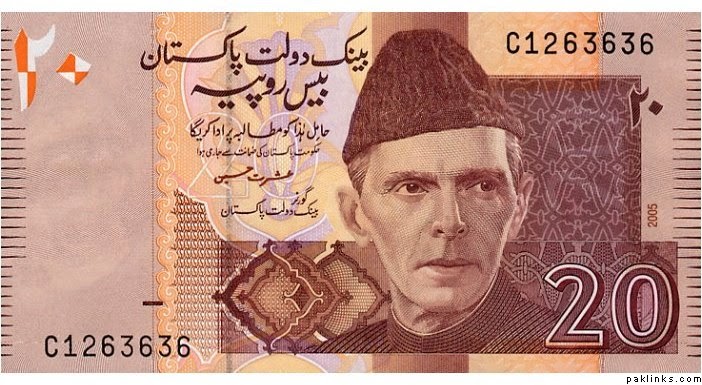 ۲۰
بینک دولت پاکستان
C1263636
بیس روپیہ
۲۰
حامل ہٰذا کو مطالبہ پر ادا کریگا
حکومت پاکستان کی ضمانت سے جاری ہوا
عشرت حسین
گورنر
بینک دولت پاکستان
2005
20
C1263636
paklinks.com